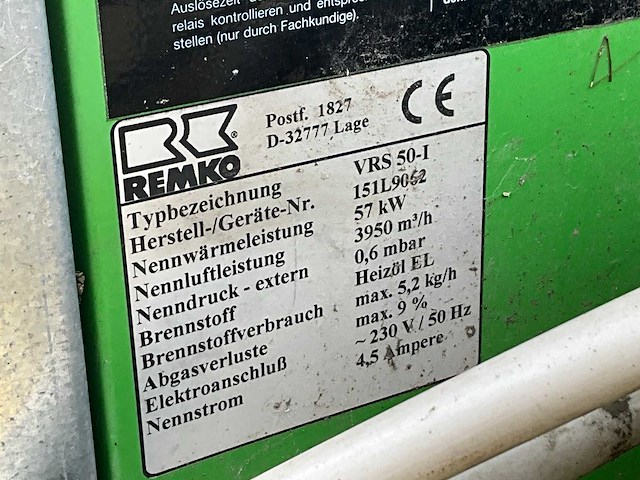 Auslösezeit
relais kontrollieren und entspre
stellen (nur durch Fachkundige).
REMKO
Postf. 1827
D-32777 Lage
CE
Typbezeichnung VRS 50-I
Herstell-/Geräte-Nr. 151L9062
Nennwärmeleistung 57 kW
Nennluftleistung 3950 m³/h
Nenndruck - extern 0,6 mbar
Brennstoff Heizöl EL
Brennstoffverbrauch max. 5,2 kg/h
Abgasverluste max. 9 %
Elektroanschluß ~ 230 V / 50 Hz
Nennstrom 4,5 Ampere